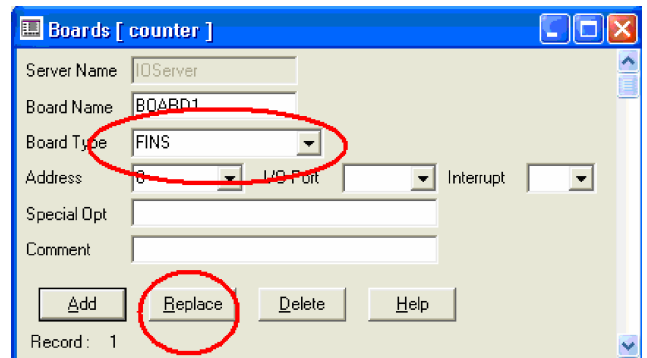 Boards [ counter ]
Server Name IOServer
Board Name BOARD1
Board Type FINS
Address 0 I/O Port Interrupt
Special Opt
Comment
Add Replace Delete Help
Record : 1